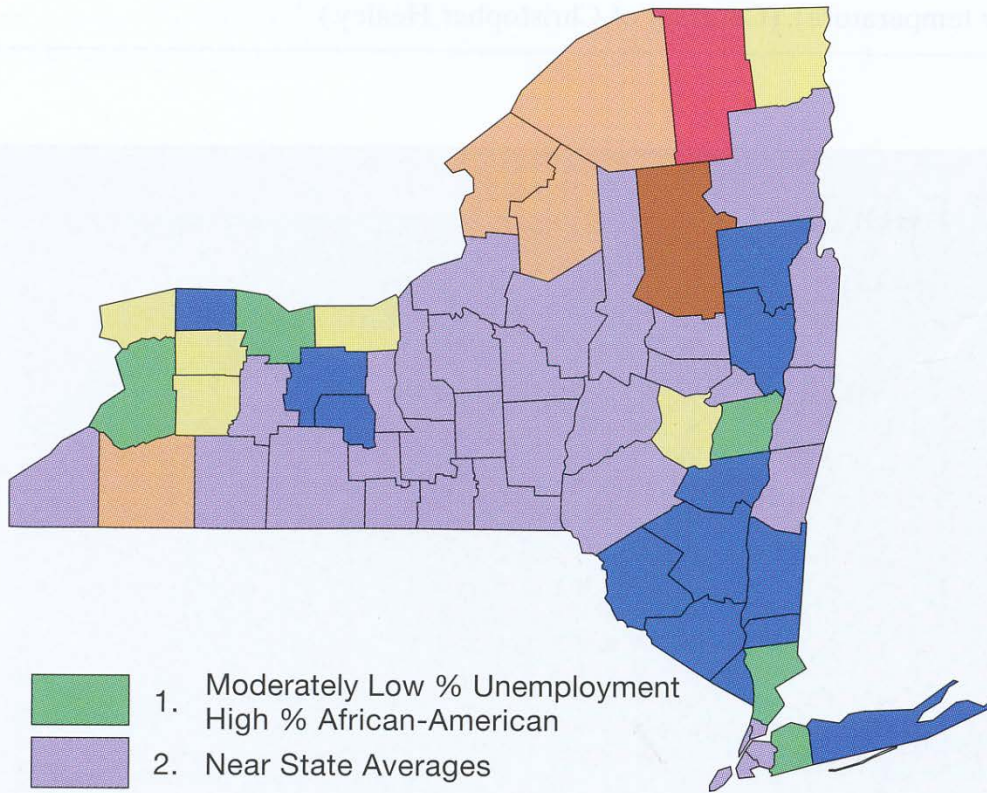 1. Moderately Low % Unemployment
High % African-American
2. Near State Averages